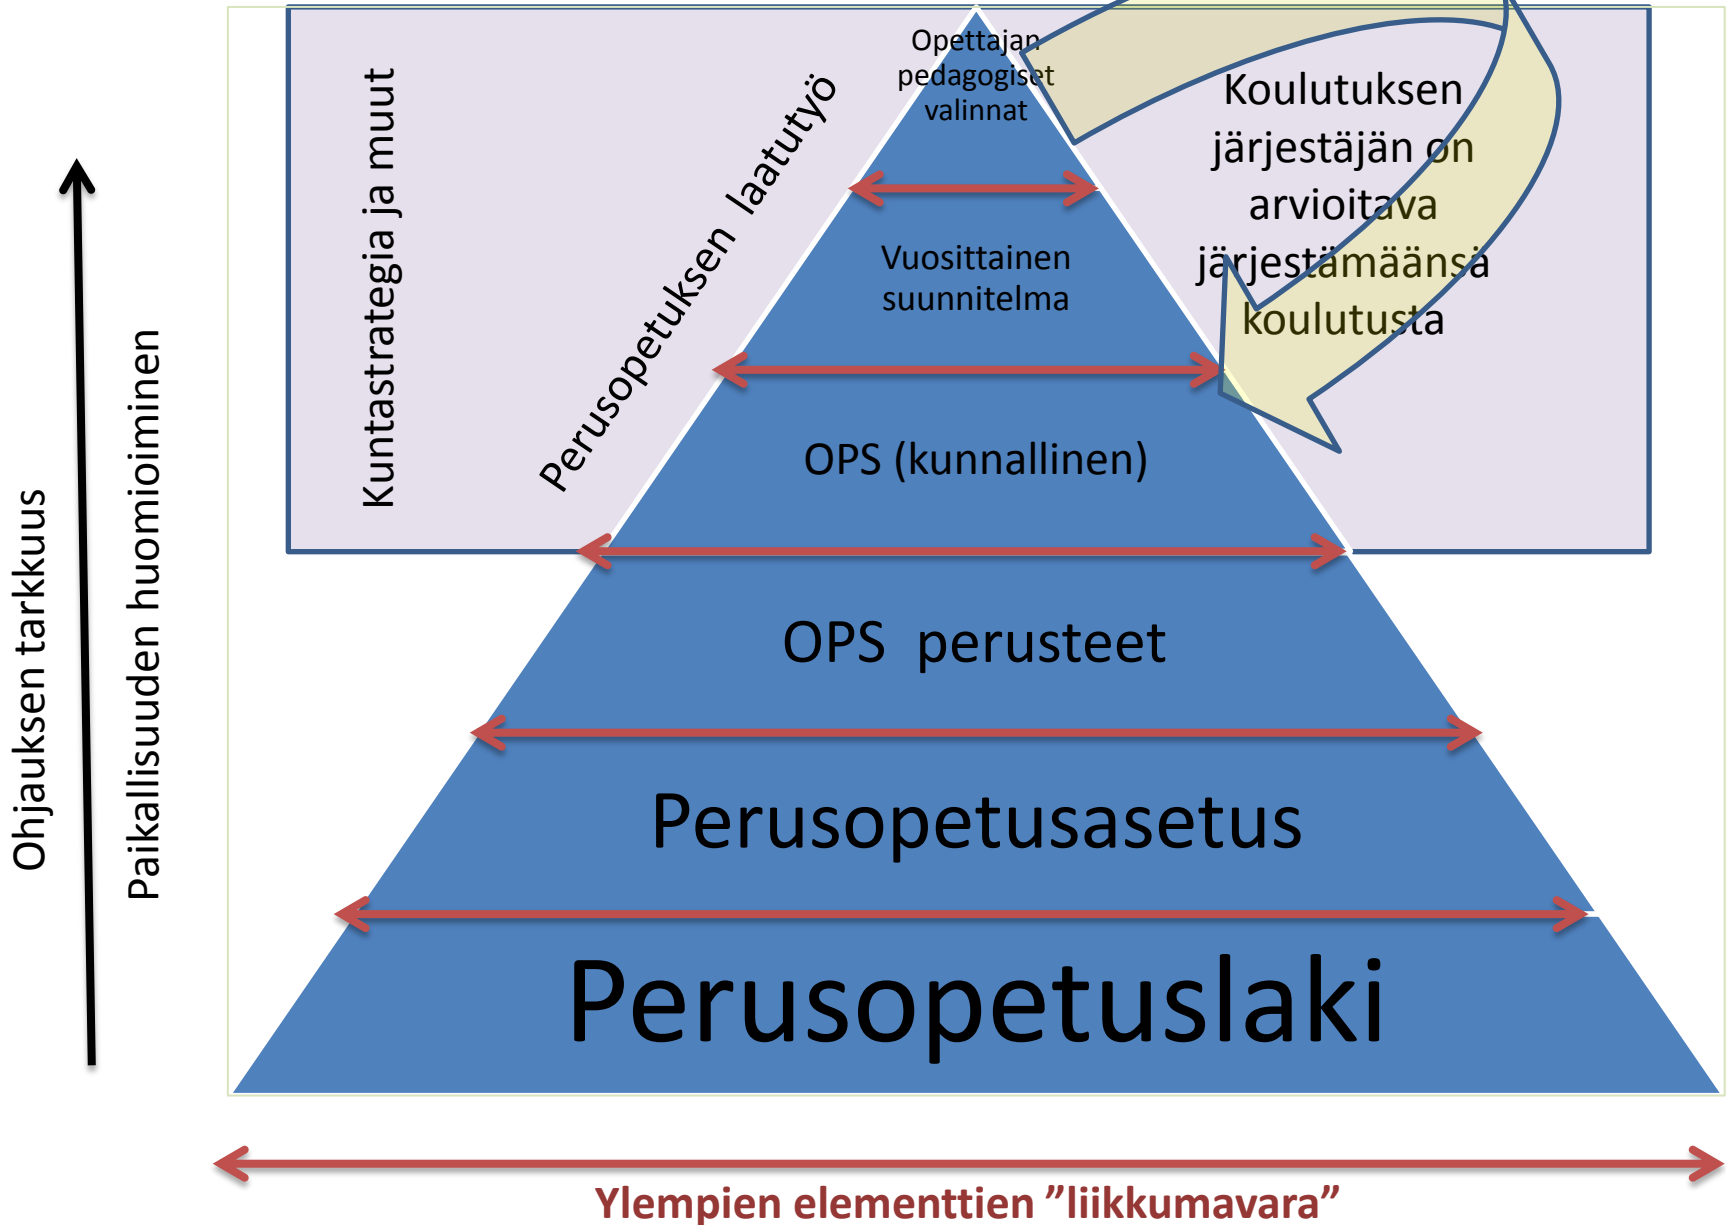 Ohjauksen tarkkuus
Paikallisuuden huomioiminen
Kuntastrategia ja muut
Perusopetuksen laatutyö
Opettajan
pedagogiset
valinnat
Koulutuksen
järjestäjän on
arvioitava
järjestämäänsä
koulutusta
Vuosittainen
suunnitelma
OPS (kunnallinen)
OPS perusteet
Perusopetusasetus
Perusopetuslaki
Ylempien elementtien ”liikkumavara”